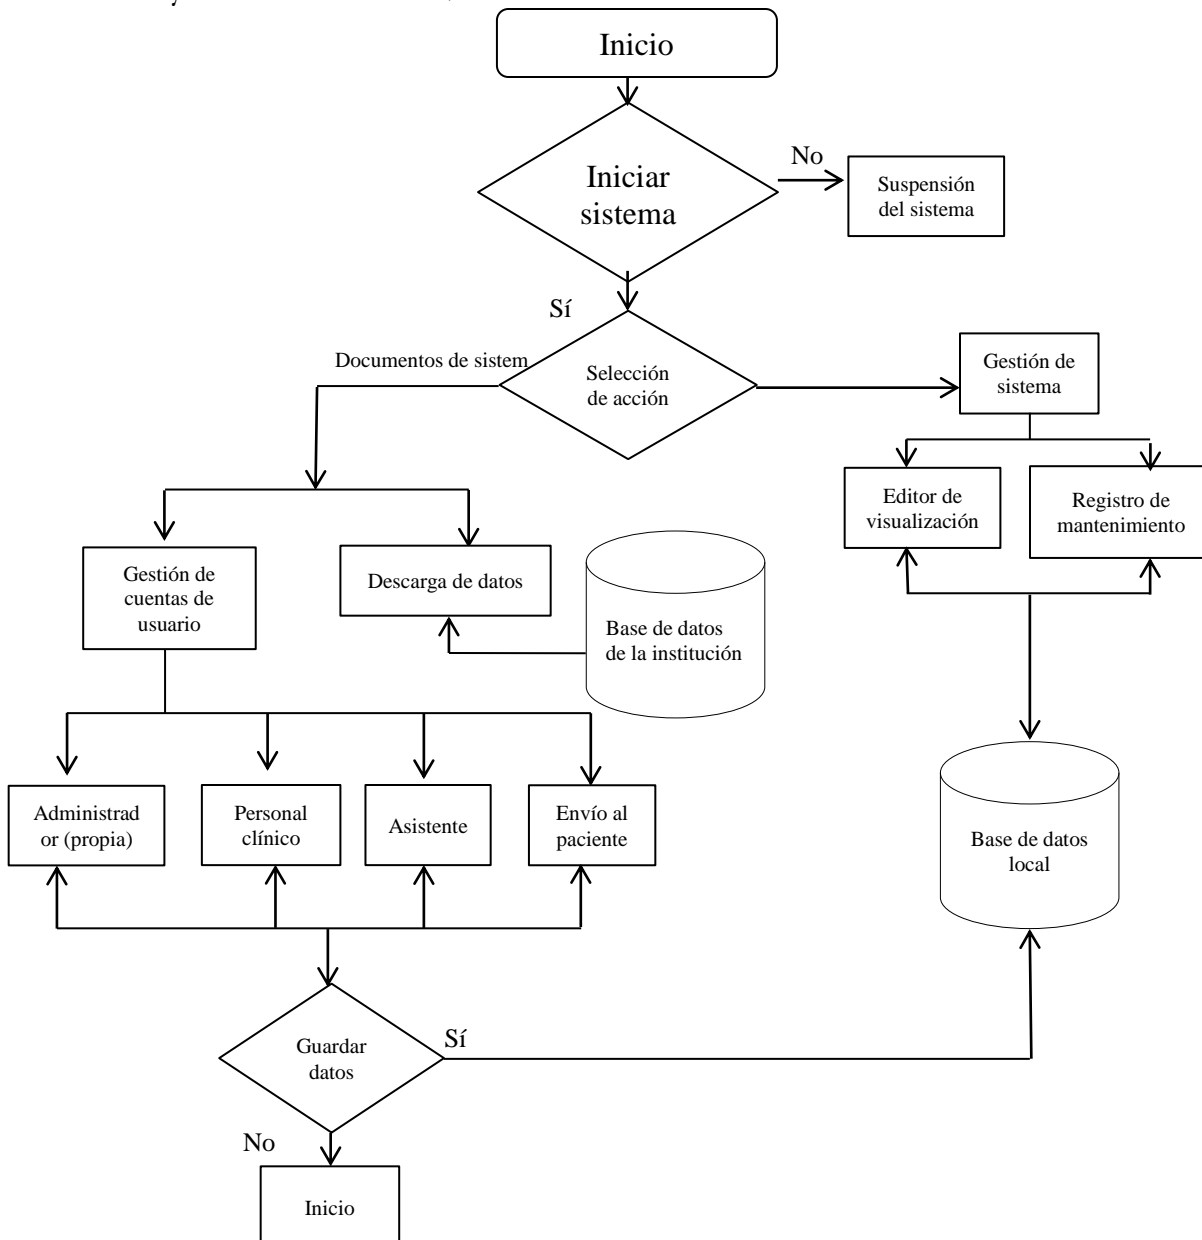 Inicio
Iniciar
sistema
No
Suspensión
del sistema
Sí
Documentos de sistem
Selección
de acción
Gestión de
sistema
Editor de
visualización
Registro de
mantenimiento
Gestión de
cuentas de
usuario
Descarga de datos
Base de datos
de la institución
Administrad
or (propia)
Personal
clínico
Asistente
Envío al
paciente
Base de datos
local
Guardar
datos
Sí
No
Inicio